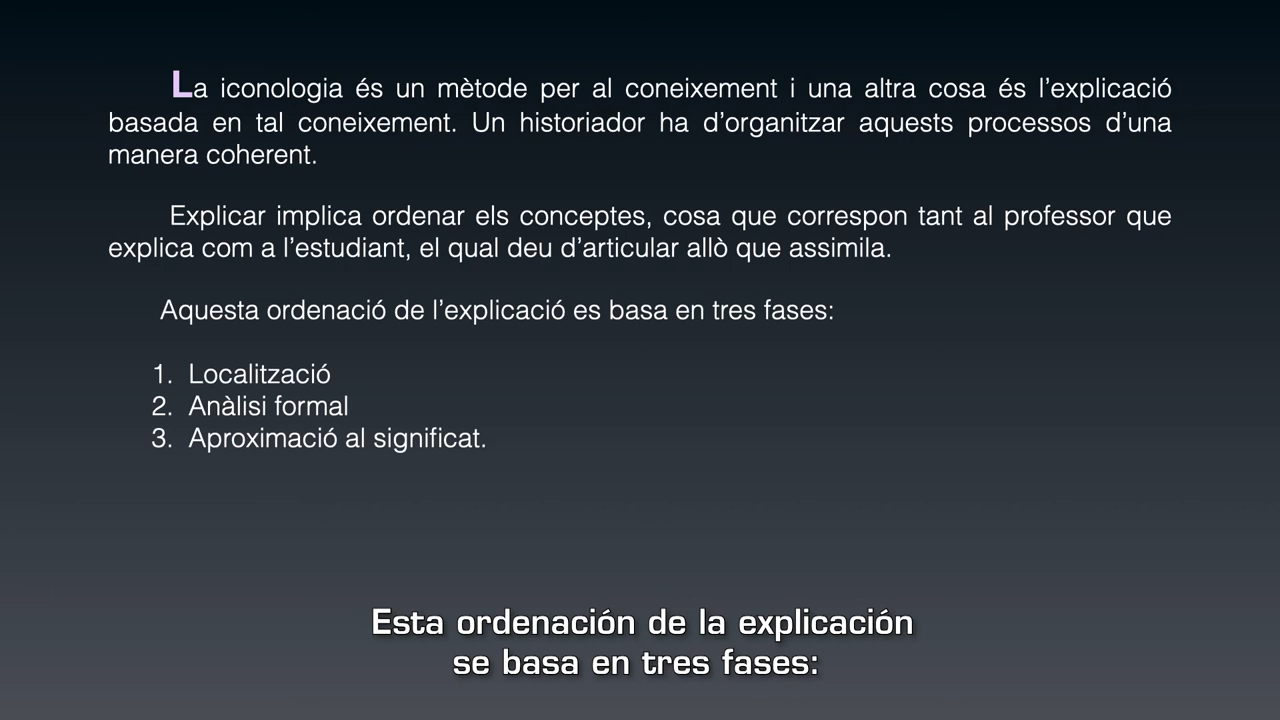 La iconologia és un mètode per al coneixement i una altra cosa és l’explicació
basada en tal coneixement. Un historiador ha d’organitzar aquests processos d’una
manera coherent.
Explicar implica ordenar els conceptes, cosa que correspon tant al professor que
explica com a l’estudiant, el qual deu d’articular allò que assimila.
Aquesta ordenació de l’explicació es basa en tres fases:
1. Localització
2. Anàlisi formal
3. Aproximació al significat.
Esta ordenación de la explicación
se basa en tres fases: